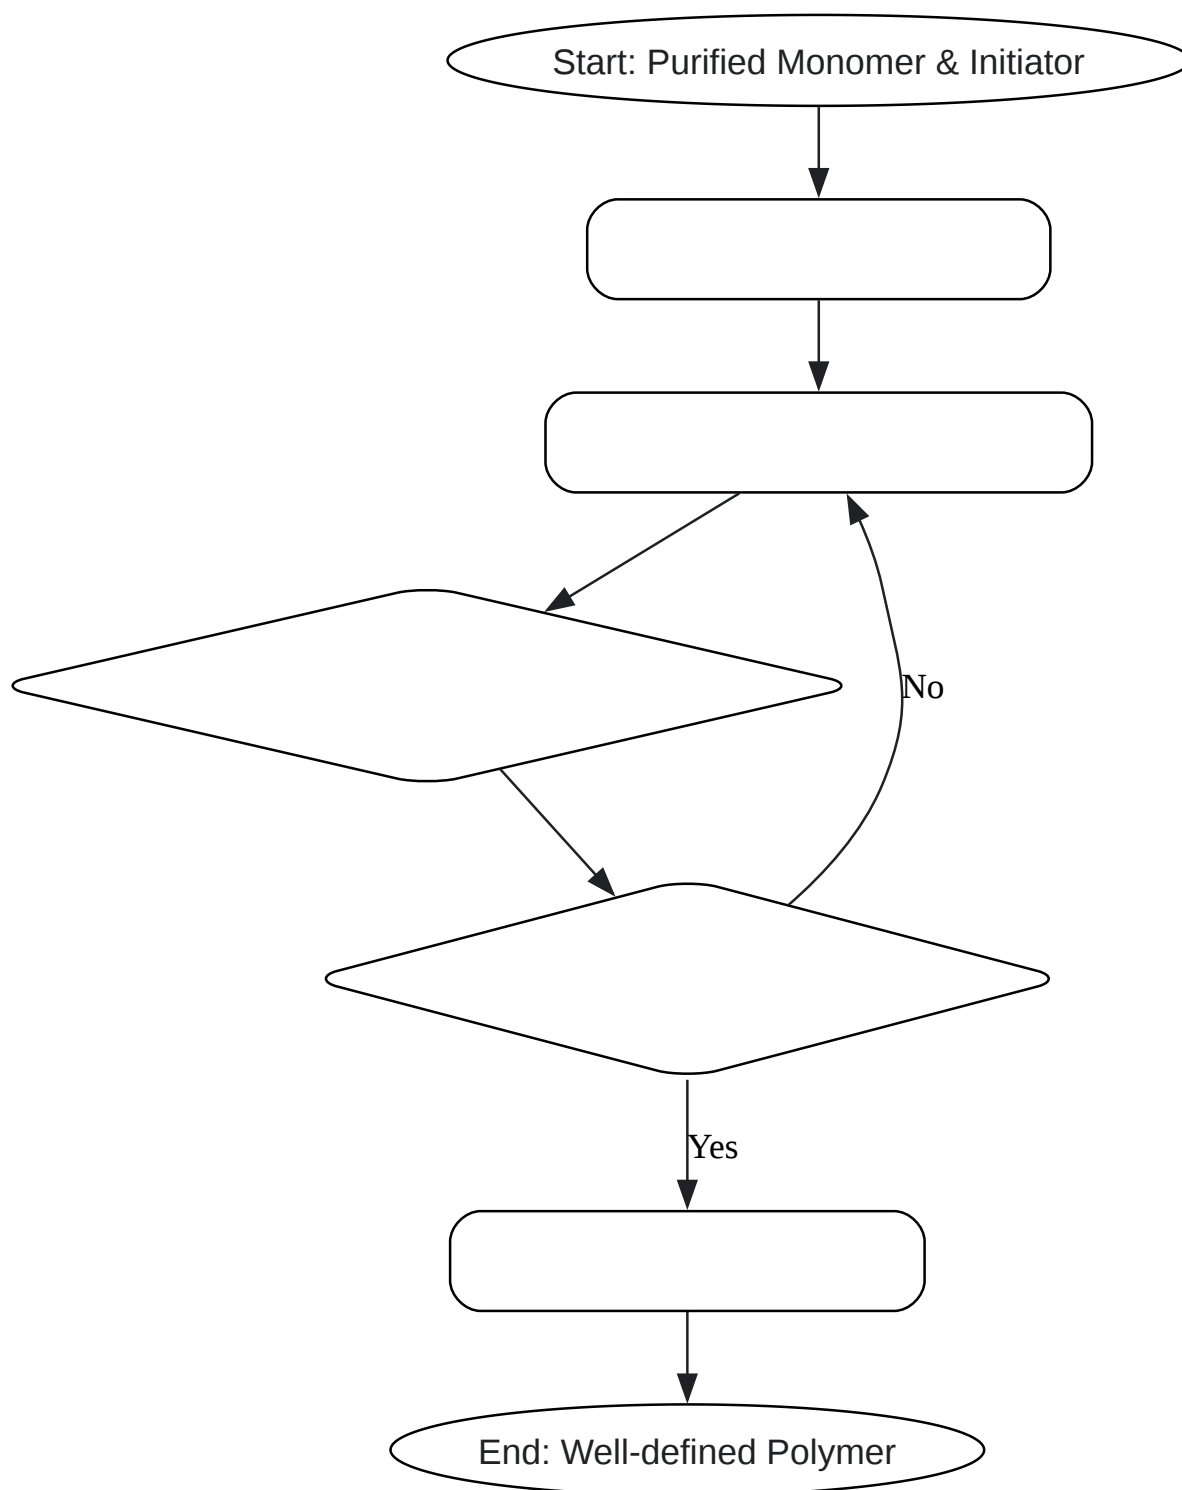 Start: Purified Monomer & Initiator
No
Yes
End: Well-defined Polymer